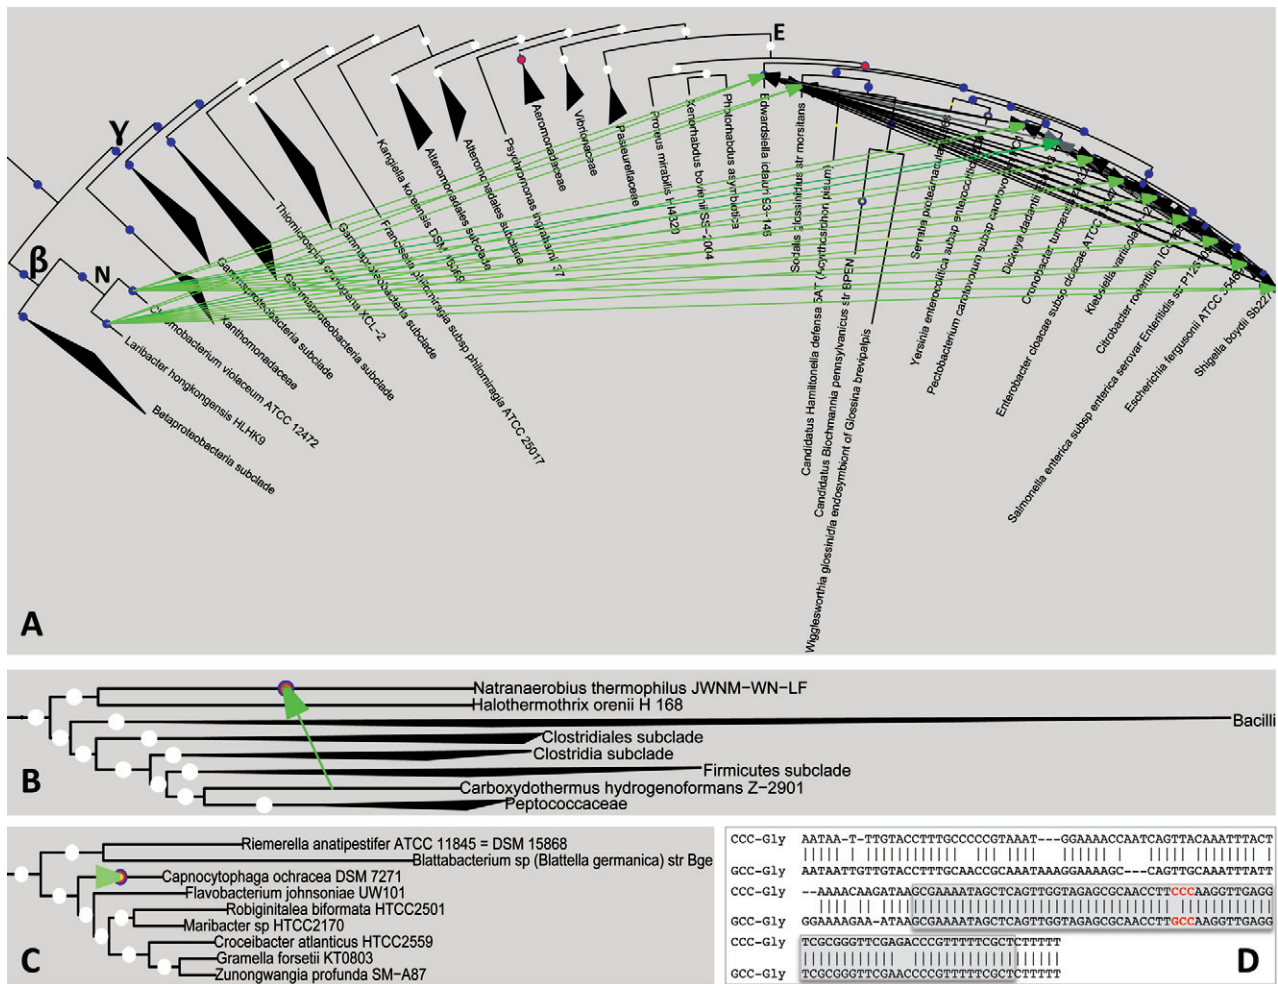 E
γ
β
N
Aeromonadaceae
Vibrionaceae
Pasteurellaceae
Proteus mirabilis HI4320
Xenorhabdus bovienii SS-2004
Photorhabdus asymbiotica
Edwardsiella ictaluri 93-146
Sodalis glossinidius str morsitans
Candidatus Hamiltonella defensa 5AT (Acyrthosiphon pisum)
Candidatus Blochmannia pennsylvanicus str BPEN
Wigglesworthia glossinidia endosymbiont of Glossina brevipalpis
Psychromonas ingrahamii 37
Alteromonadales subclade
Alteromonadales subclade
Kangiella koreensis DSM 16069
Francisella philomiragia subsp philomiragia ATCC 25017
Gammaproteobacteria subclade
Thiomicrospira crunogena XCL-2
Gammaproteobacteria subclade
Gammaproteobacteria subclade
Xanthomonadaceae
Chromobacterium violaceum ATCC 12472
Laribacter hongkongensis HLHK9
Betaproteobacteria subclade
Serratia proteamaculans
Yersinia enterocolitica subsp enterocolitica
Pectobacterium carotovorum subsp carotovorum
Dickeya dadantii
Cronobacter turicensis
Enterobacter cloacae subsp cloacae ATCC
Klebsiella variicola
Citrobacter rodentium
Salmonella enterica subsp enterica serovar Enteritidis str P125109
Escherichia fergusonii ATCC 35469
Shigella boydii Sb227
A
Natranaerobius thermophilus JWNM-WN-LF
Halothermothrix orenii H 168
Bacilli
Clostridiales subclade
Clostridia subclade
Firmicutes subclade
Carboxydothermus hydrogenoformans Z-2901
Peptococcaceae
B
Riemerella anatipestifer ATCC 11845 = DSM 15868
Blattabacterium sp (Blattella germanica) str Bge
Capnocytophaga ochracea DSM 7271
Flavobacterium johnsoniae UW101
Robiginitalea biformata HTCC2501
Maribacter sp HTCC2170
Croceibacter atlanticus HTCC2559
Gramella forsetii KT0803
Zunongwangia profunda SM-A87
C
CCC-Gly AATAA-T-TTGTACCTTTGCCCCCGTAAAT---GGAAAACCAATCAGTTACAAATTTACT
GCC-Gly AATAATTGTTGTACCTTTGCAACCGCAAATAAAGGAAAAGC---CAGTTGCAAATTTATT
CCC-Gly --AAAACAAGATAAGCGAAAATAGCTCAGTTGGTAGAGCGCAACCTTCCCAAGGTTGAGG
GCC-Gly GGAAAAGAA-ATAAGCGAAAATAGCTCAGTTGGTAGAGCGCAACCTTGCCAAGGTTGAGG
CCC-Gly TCGCGGGTTCGAGACCCGTTTTTCGCTCTTTTT
GCC-Gly TCGCGGGTTCGAACCCCGTTTTTCGCTCTTTTT
D